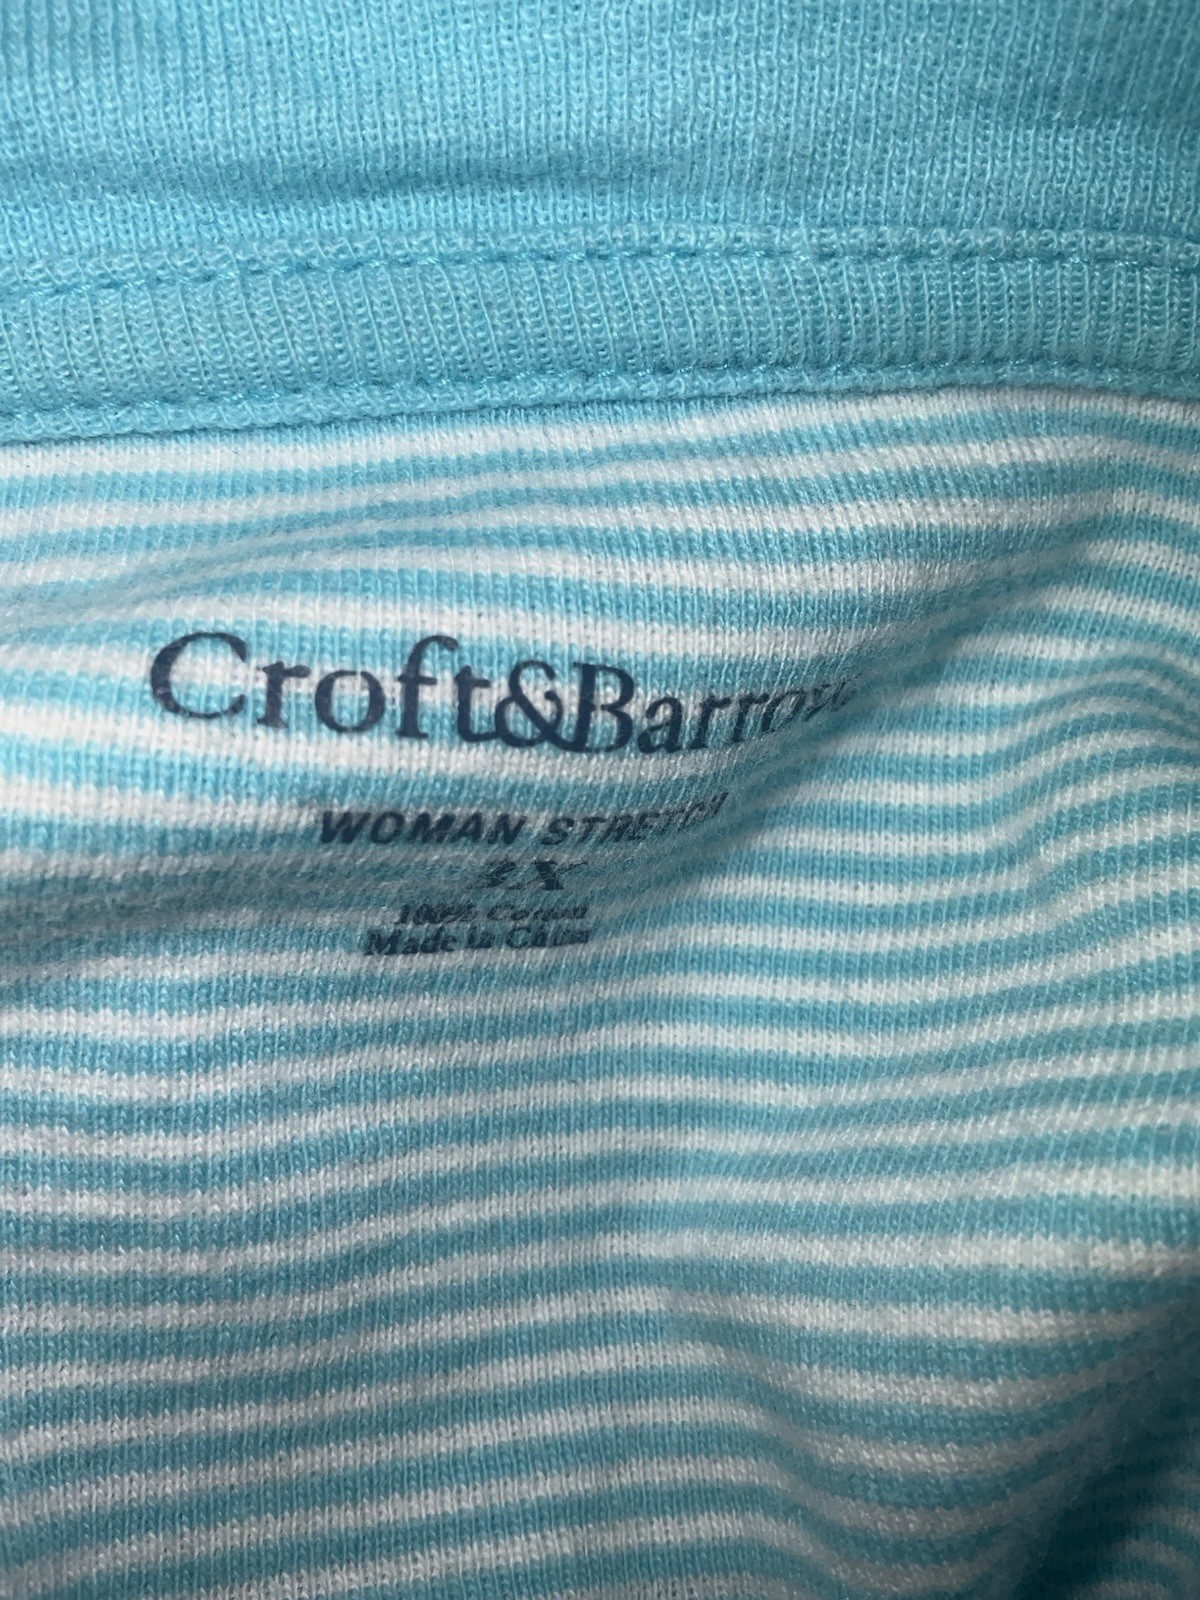 Croft&Barrow
WOMAN STRETCH
100% Cotton
Made in China